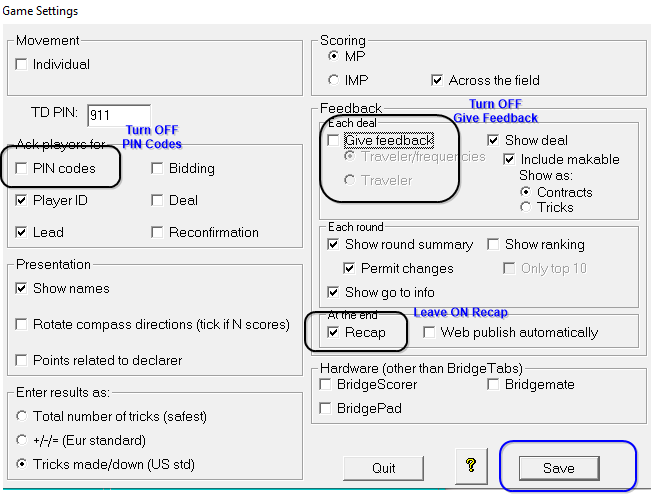 Game Settings
Movement
Individual
TD PIN: 911
Turn OFF
PIN Codes
Ask players for
PIN codes
Bidding
Player ID
Deal
Lead
Reconfirmation
Presentation
Show names
Rotate compass directions (tick if N scores)
Points related to declarer
Enter results as:
Total number of tricks (safest)
+/-/= (Eur standard)
Tricks made/down (US std)
Scoring
MP
IMP
Across the field
Feedback
Turn OFF
Give Feedback
Each deal
Give feedback
Traveler/frequencies
Traveler
Show deal
Include makable
Show as:
Contracts
Tricks
Each round
Show round summary
Show ranking
Permit changes
Only top 10
Show go to info
At the end
Leave ON Recap
Recap
Web publish automatically
Hardware (other than BridgeTabs)
BridgeScorer
Bridgemate
BridgePad
Quit
?
Save